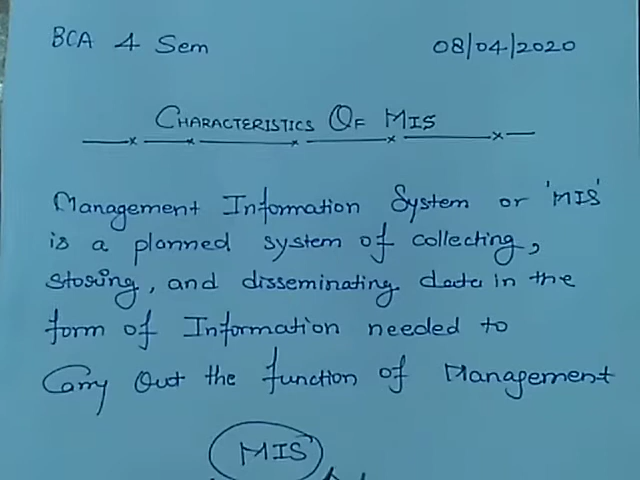 BCA 4 Sem 08/04/2020
CHARACTERISTICS OF MIS
Management Information System or 'MIS'
is a planned system of collecting,
storing, and disseminating data in the
form of Information needed to
Carry Out the function of Management
MIS